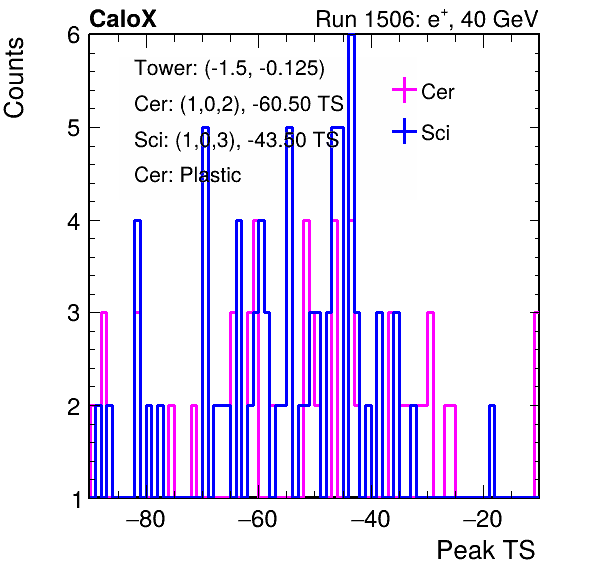 CaloX Run 1506: e+, 40 GeV
Counts
6
5
4
3
2
1
Tower: (-1.5, -0.125)
Cer: (1,0,2), -60.50 TS
Sci: (1,0,3), -43.50 TS
Cer: Plastic
Cer
Sci
−80 −60 −40 −20
Peak TS